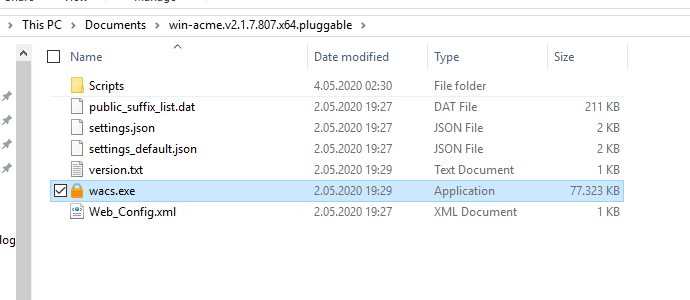 This PC > Documents > win-acme.v2.1.7.807.x64.pluggable >
Name Date modified Type Size
Scripts 4.05.2020 02:30 File folder
public_suffix_list.dat 2.05.2020 19:27 DAT File 211 KB
settings.json 2.05.2020 19:27 JSON File 2 KB
settings_default.json 2.05.2020 19:27 JSON File 2 KB
version.txt 2.05.2020 19:29 Text Document 1 KB
wacs.exe 2.05.2020 19:29 Application 77.323 KB
Web_Config.xml 2.05.2020 19:27 XML Document 1 KB
log